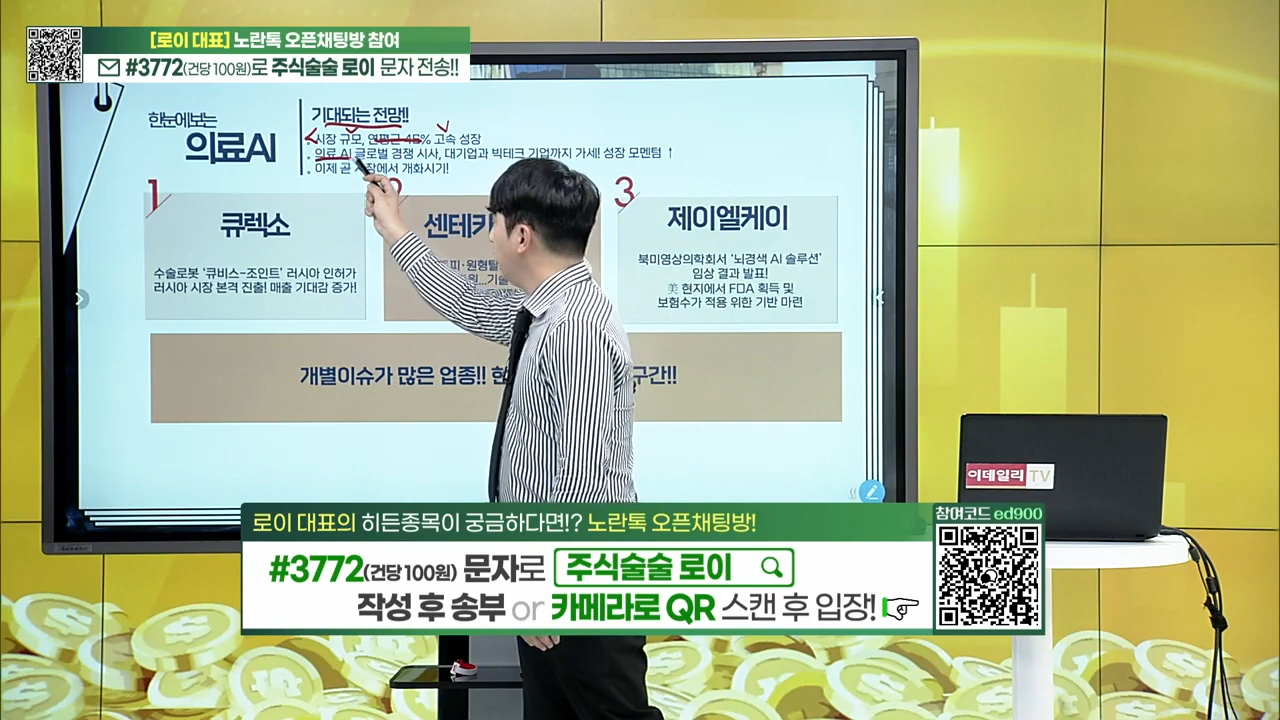 [로이 대표] 노란톡 오픈채팅방 참여
#3772(건당 100원)로 주식술술 로이 문자 전송!!
한눈에보는
의료AI
기대되는 전망!!
시장 규모, 연평균 45% 고속 성장
의료 AI 글로벌 경쟁 시사, 대기업과 빅테크 기업까지 가세! 성장 모멘텀 ↑
이제 곧 시장에서 개화시기!
1
큐렉소
수술로봇 ‘큐비스-조인트’ 러시아 인허가
러시아 시장 본격 진출! 매출 기대감 증가!
2
센테카
피·원형탈
원...기술
3
제이엘케이
북미영상의학회서 ‘뇌경색 AI 솔루션’
임상 결과 발표!
美 현지에서 FDA 획득 및
보험수가 적용 위한 기반 마련
개별이슈가 많은 업종!! 구간!!
이데일리 TV
로이 대표의 히든종목이 궁금하다면!? 노란톡 오픈채팅방!
참여코드 ed900
#3772(건당 100원) 문자로 주식술술 로이
작성 후 송부 or 카메라로 QR 스캔 후 입장!